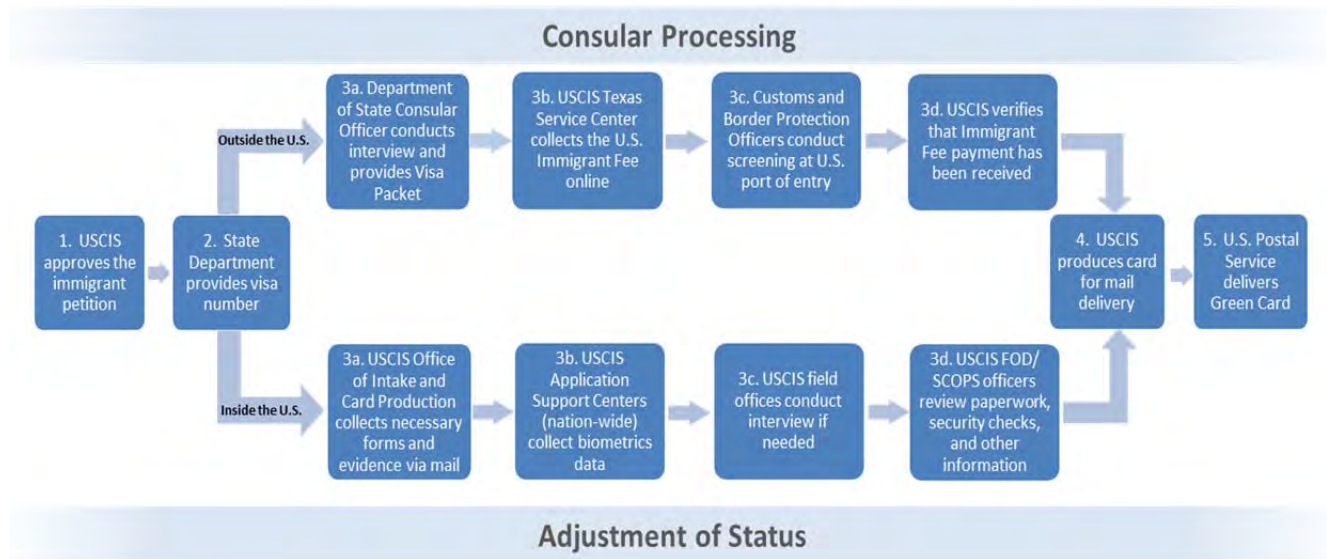 Consular Processing
Outside the U.S.
3a. Department
of State Consular
Officer conducts
interview and
provides Visa
Packet
3b. USCIS Texas
Service Center
collects the U.S.
Immigrant Fee
online
3c. Customs and
Border Protection
Officers conduct
screening at U.S.
port of entry
3d. USCIS verifies
that Immigrant
Fee payment has
been received
1. USCIS
approves the
immigrant
petition
2. State
Department
provides visa
number
4. USCIS
produces card
for mail
delivery
5. U.S. Postal
Service
delivers
Green Card
Inside the U.S.
3a. USCIS Office
of Intake and
Card Production
collects necessary
forms and
evidence via mail
3b. USCIS
Application
Support Centers
(nation-wide)
collect biometrics
data
3c. USCIS field
offices conduct
interview if
needed
3d. USCIS FOD/
SCOPS officers
review paperwork,
security checks,
and other
information
Adjustment of Status